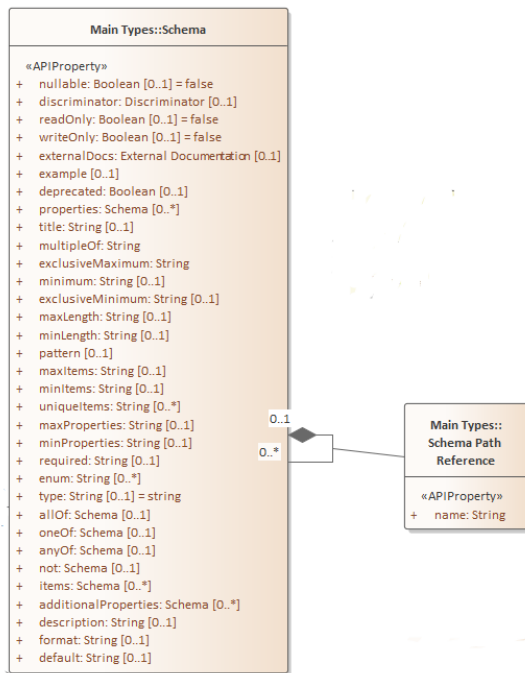 Main Types::Schema
«APIProperty»
+ nullable: Boolean [0..1] = false
+ discriminator: Discriminator [0..1]
+ readOnly: Boolean [0..1] = false
+ writeOnly: Boolean [0..1] = false
+ externalDocs: External Documentation [0..1]
+ example [0..1]
+ deprecated: Boolean [0..1]
+ properties: Schema [0..*]
+ title: String [0..1]
+ multipleOf: String
+ exclusiveMaximum: String
+ minimum: String [0..1]
+ exclusiveMinimum: String [0..1]
+ maxLength: String [0..1]
+ minLength: String [0..1]
+ pattern [0..1]
+ maxItems: String [0..1]
+ minItems: String [0..1]
+ uniqueItems: String [0..*]
+ maxProperties: String [0..1]
+ minProperties: String [0..1]
+ required: String [0..1]
+ enum: String [0..*]
+ type: String [0..1] = string
+ allOf: Schema [0..1]
+ oneOf: Schema [0..1]
+ anyOf: Schema [0..1]
+ not: Schema [0..1]
+ items: Schema [0..*]
+ additionalProperties: Schema [0..*]
+ description: String [0..1]
+ format: String [0..1]
+ default: String [0..1]
0..1
0..*
Main Types::
Schema Path
Reference
«APIProperty»
+ name: String